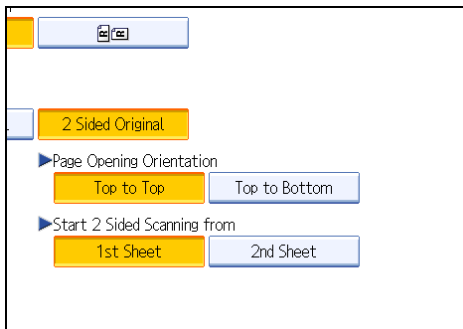 2 Sided Original
Page Opening Orientation
Top to Top Top to Bottom
Start 2 Sided Scanning from
1st Sheet 2nd Sheet